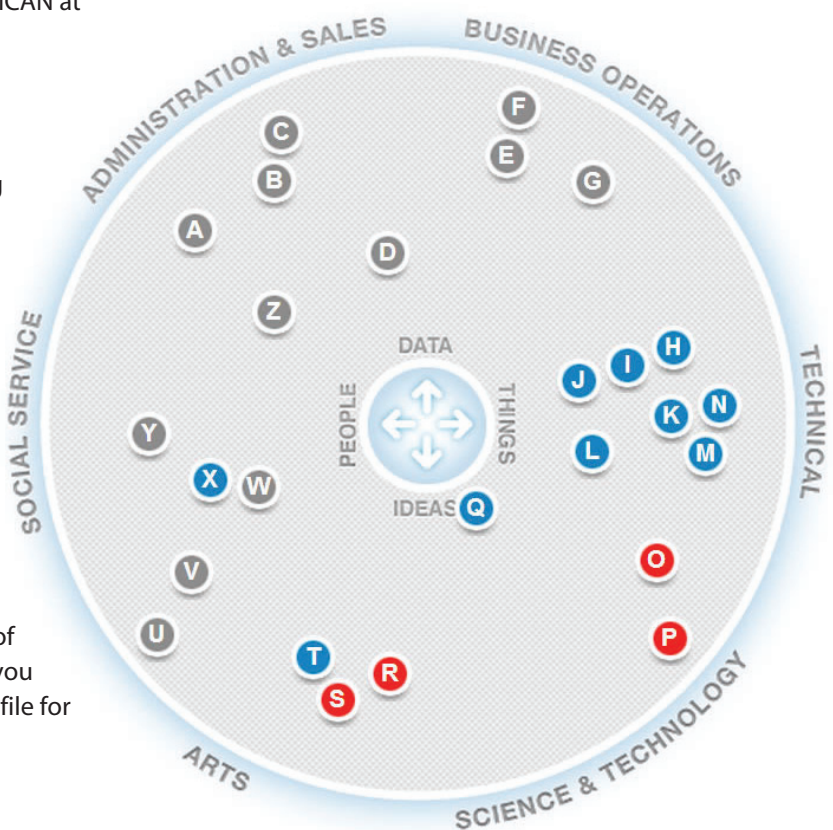 ICAN at
ADMINISTRATION & SALES
BUSINESS OPERATIONS
F
C
E
B
G
g
A
D
Z
DATA
H
I
J
SOCIAL SERVICE
PEOPLE
THINGS
TECHNICAL
N
K
Y
L
M
X
W
IDEAS
Q
O
V
U
P
of
you
file for
T
R
S
ARTS
SCIENCE & TECHNOLOGY